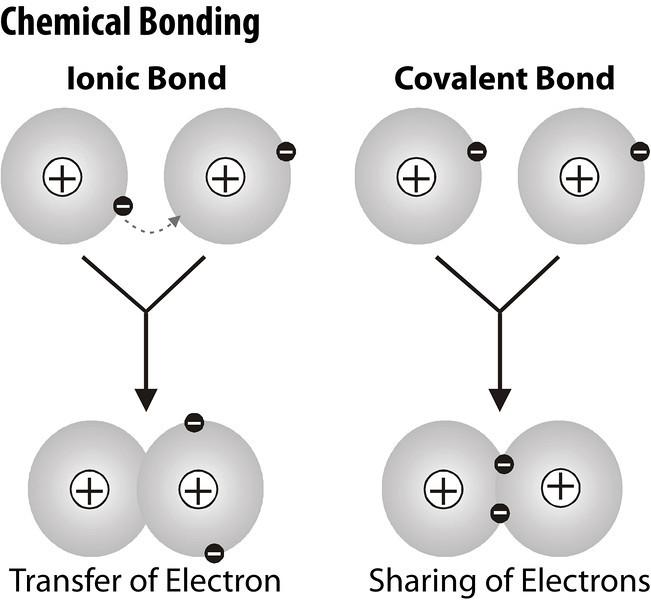 Chemical Bonding
Ionic Bond
Covalent Bond
+ − + −
+ − + −
+ − + −
+ − + −
Transfer of Electron
Sharing of Electrons